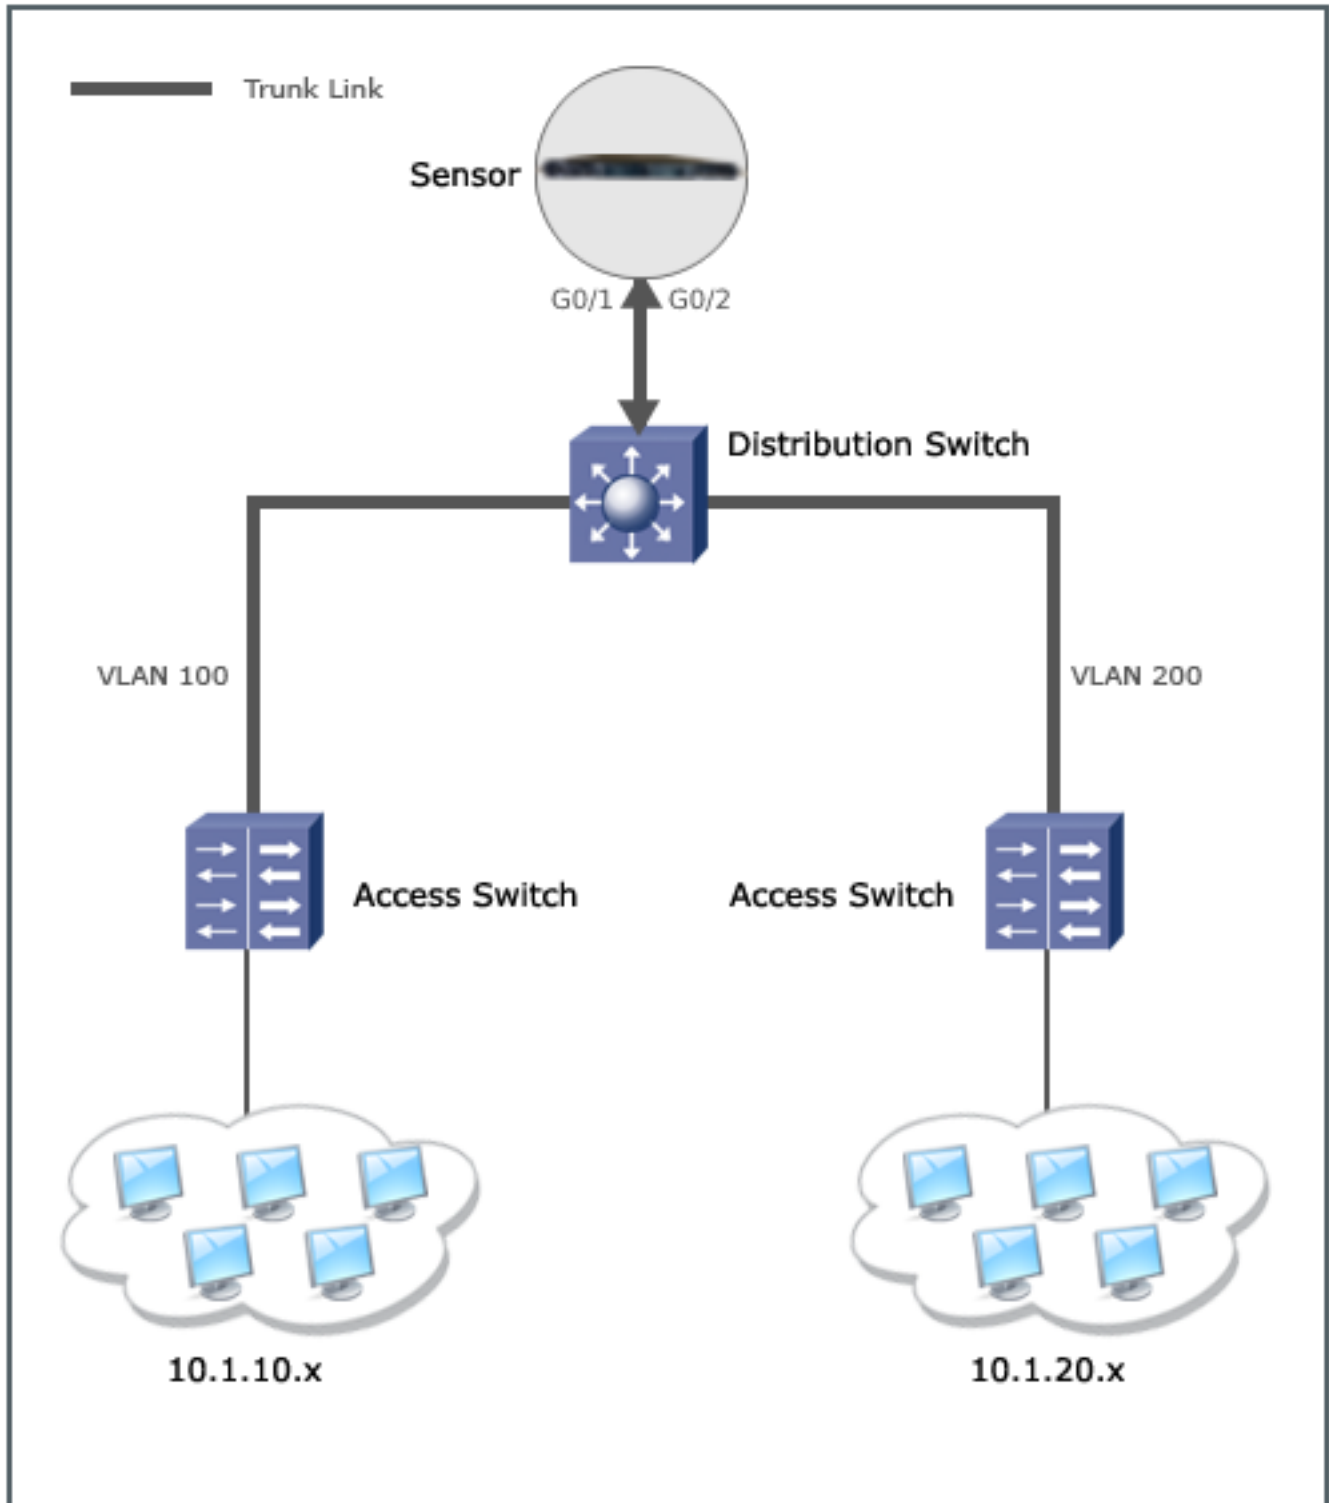 Trunk Link
Sensor
G0/1 G0/2
Distribution Switch
VLAN 100
VLAN 200
Access Switch
Access Switch
10.1.10.x
10.1.20.x